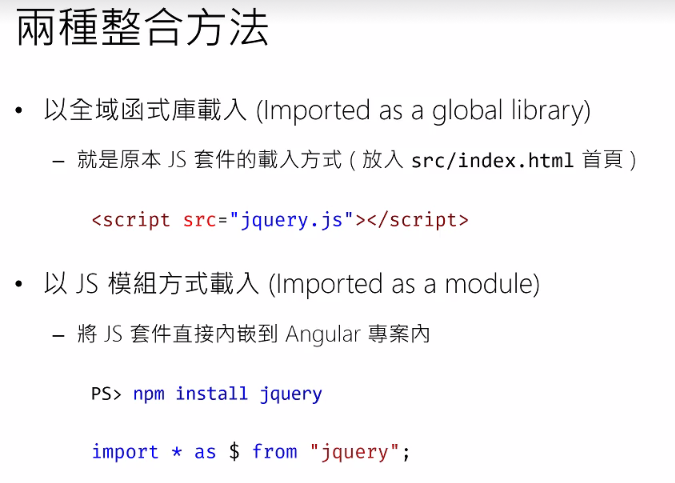 兩種整合方法
• 以全域函式庫載入 (Imported as a global library)
– 就是原本 JS 套件的載入方式 ( 放入 src/index.html 首頁 )
<script src="jquery.js"></script>
• 以 JS 模組方式載入 (Imported as a module)
– 將 JS 套件直接內嵌到 Angular 專案內
PS> npm install jquery
import * as $ from "jquery";